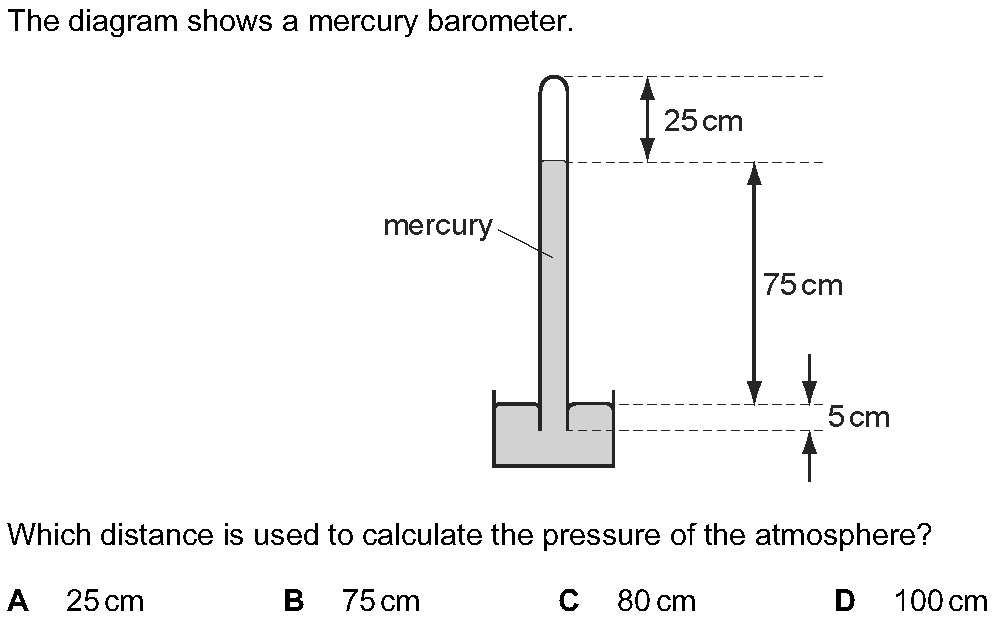 The diagram shows a mercury barometer.
25 cm
mercury
75 cm
5 cm
Which distance is used to calculate the pressure of the atmosphere?
A 25 cm B 75 cm C 80 cm D 100 cm